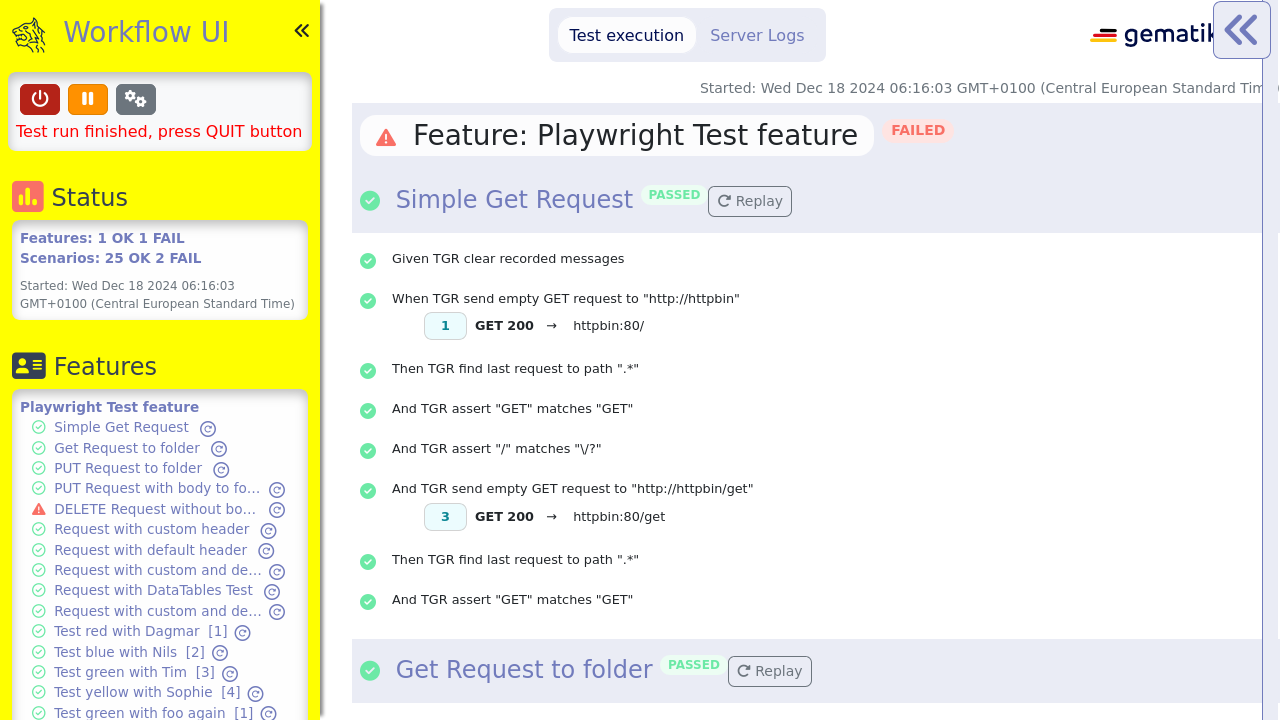 Workflow UI
Test run finished, press QUIT button
Status
Features: 1 OK 1 FAIL
Scenarios: 25 OK 2 FAIL
Started: Wed Dec 18 2024 06:16:03
GMT+0100 (Central European Standard Time)
Features
Playwright Test feature
Simple Get Request
Get Request to folder
PUT Request to folder
PUT Request with body to fo...
DELETE Request without bo...
Request with custom header
Request with default header
Request with custom and de...
Request with DataTables Test
Request with custom and de...
Test red with Dagmar [1]
Test blue with Nils [2]
Test green with Tim [3]
Test yellow with Sophie [4]
Test green with foo again [1]
Test execution Server Logs
gematik
Started: Wed Dec 18 2024 06:16:03 GMT+0100 (Central European Standard Tim
Feature: Playwright Test feature FAILED
Simple Get Request PASSED Replay
Given TGR clear recorded messages
When TGR send empty GET request to "http://httpbin"
1 GET 200 → httpbin:80/
Then TGR find last request to path ".*"
And TGR assert "GET" matches "GET"
And TGR assert "/" matches "\/?"
And TGR send empty GET request to "http://httpbin/get"
3 GET 200 → httpbin:80/get
Then TGR find last request to path ".*"
And TGR assert "GET" matches "GET"
Get Request to folder PASSED Replay